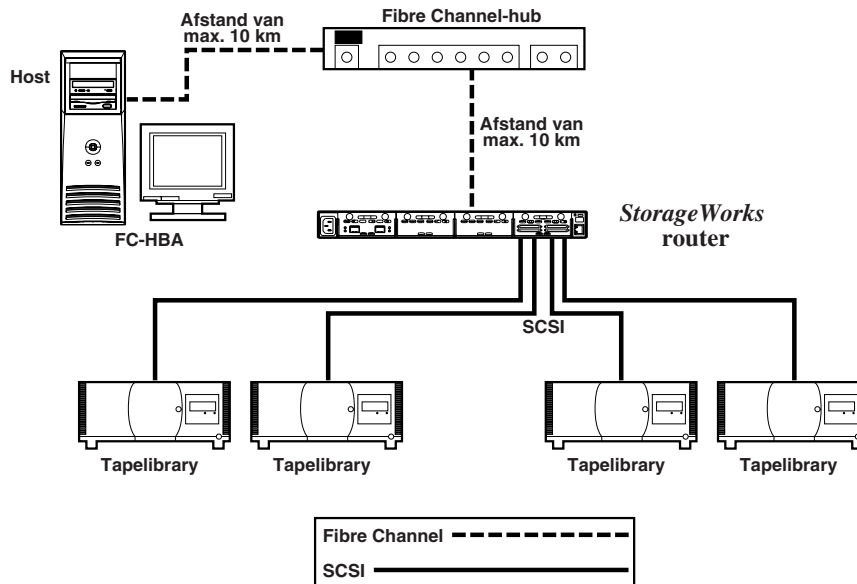 Afstand van
max. 10 km
Fibre Channel-hub
Host
Afstand van
max. 10 km
FC-HBA
StorageWorks
router
SCSI
Tapelibrary
Tapelibrary
Tapelibrary
Tapelibrary
Fibre Channel
SCSI